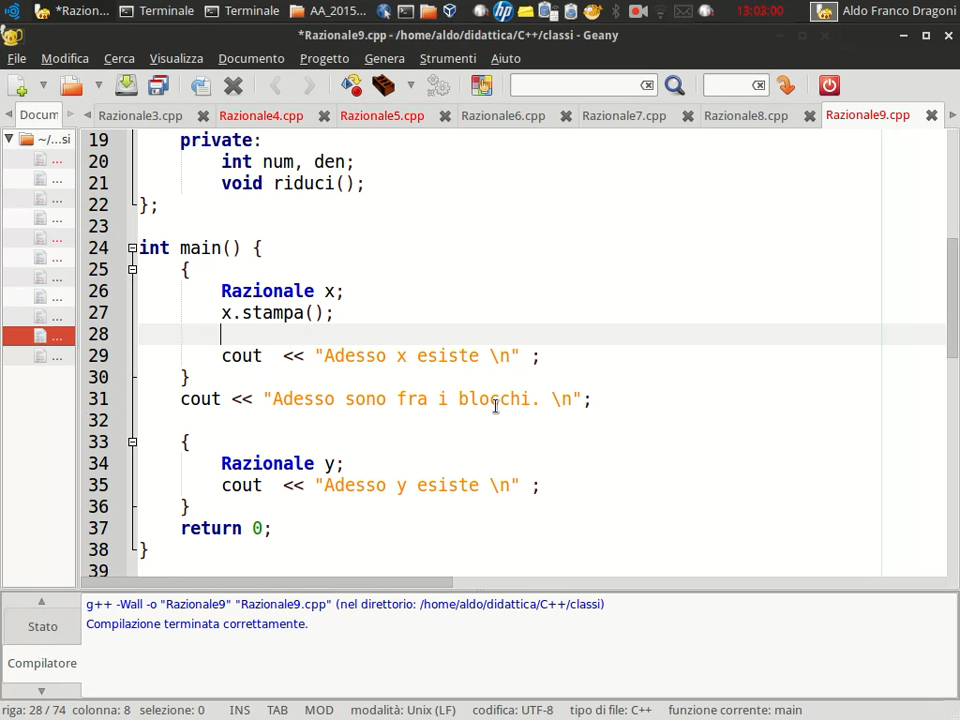 *Razion...
Terminale
Terminale
AA_2015...
13:03:00
Aldo Franco Dragoni
*Razionale9.cpp - /home/aldo/didattica/C++/classi - Geany
File Modifica Cerca Visualizza Documento Progetto Genera Strumenti Aiuto
Docum
Razionale3.cpp Razionale4.cpp Razionale5.cpp Razionale6.cpp Razionale7.cpp Razionale8.cpp Razionale9.cpp
~/...si
...
...
...
...
...
...
...
...
...
...
...
19 private:
20 int num, den;
21 void riduci();
22 };
23
24 int main() {
25 {
26 Razionale x;
27 x.stampa();
28
29 cout << "Adesso x esiste \n" ;
30 }
31 cout << "Adesso sono fra i blocchi. \n";
32
33 {
34 Razionale y;
35 cout << "Adesso y esiste \n" ;
36 }
37 return 0;
38 }
39
Stato
Compilatore
g++ -Wall -o "Razionale9" "Razionale9.cpp" (nel direttorio: /home/aldo/didattica/C++/classi)
Compilazione terminata correttamente.
riga: 28 / 74 colonna: 8 selezione: 0 INS TAB MOD modalità: Unix (LF) codifica: UTF-8 tipo di file: C++ funzione corrente: main